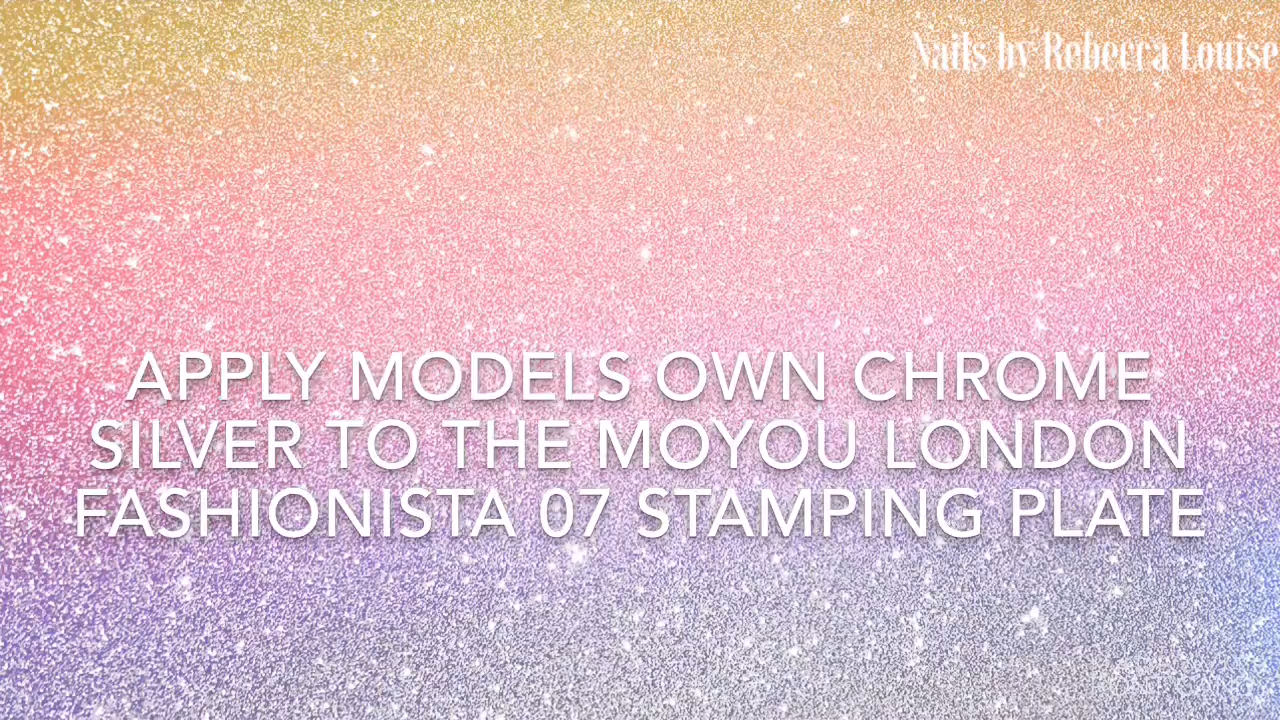 Nails by Rebecca Louise
APPLY MODELS OWN CHROME
SILVER TO THE MOYOU LONDON
FASHIONISTA 07 STAMPING PLATE